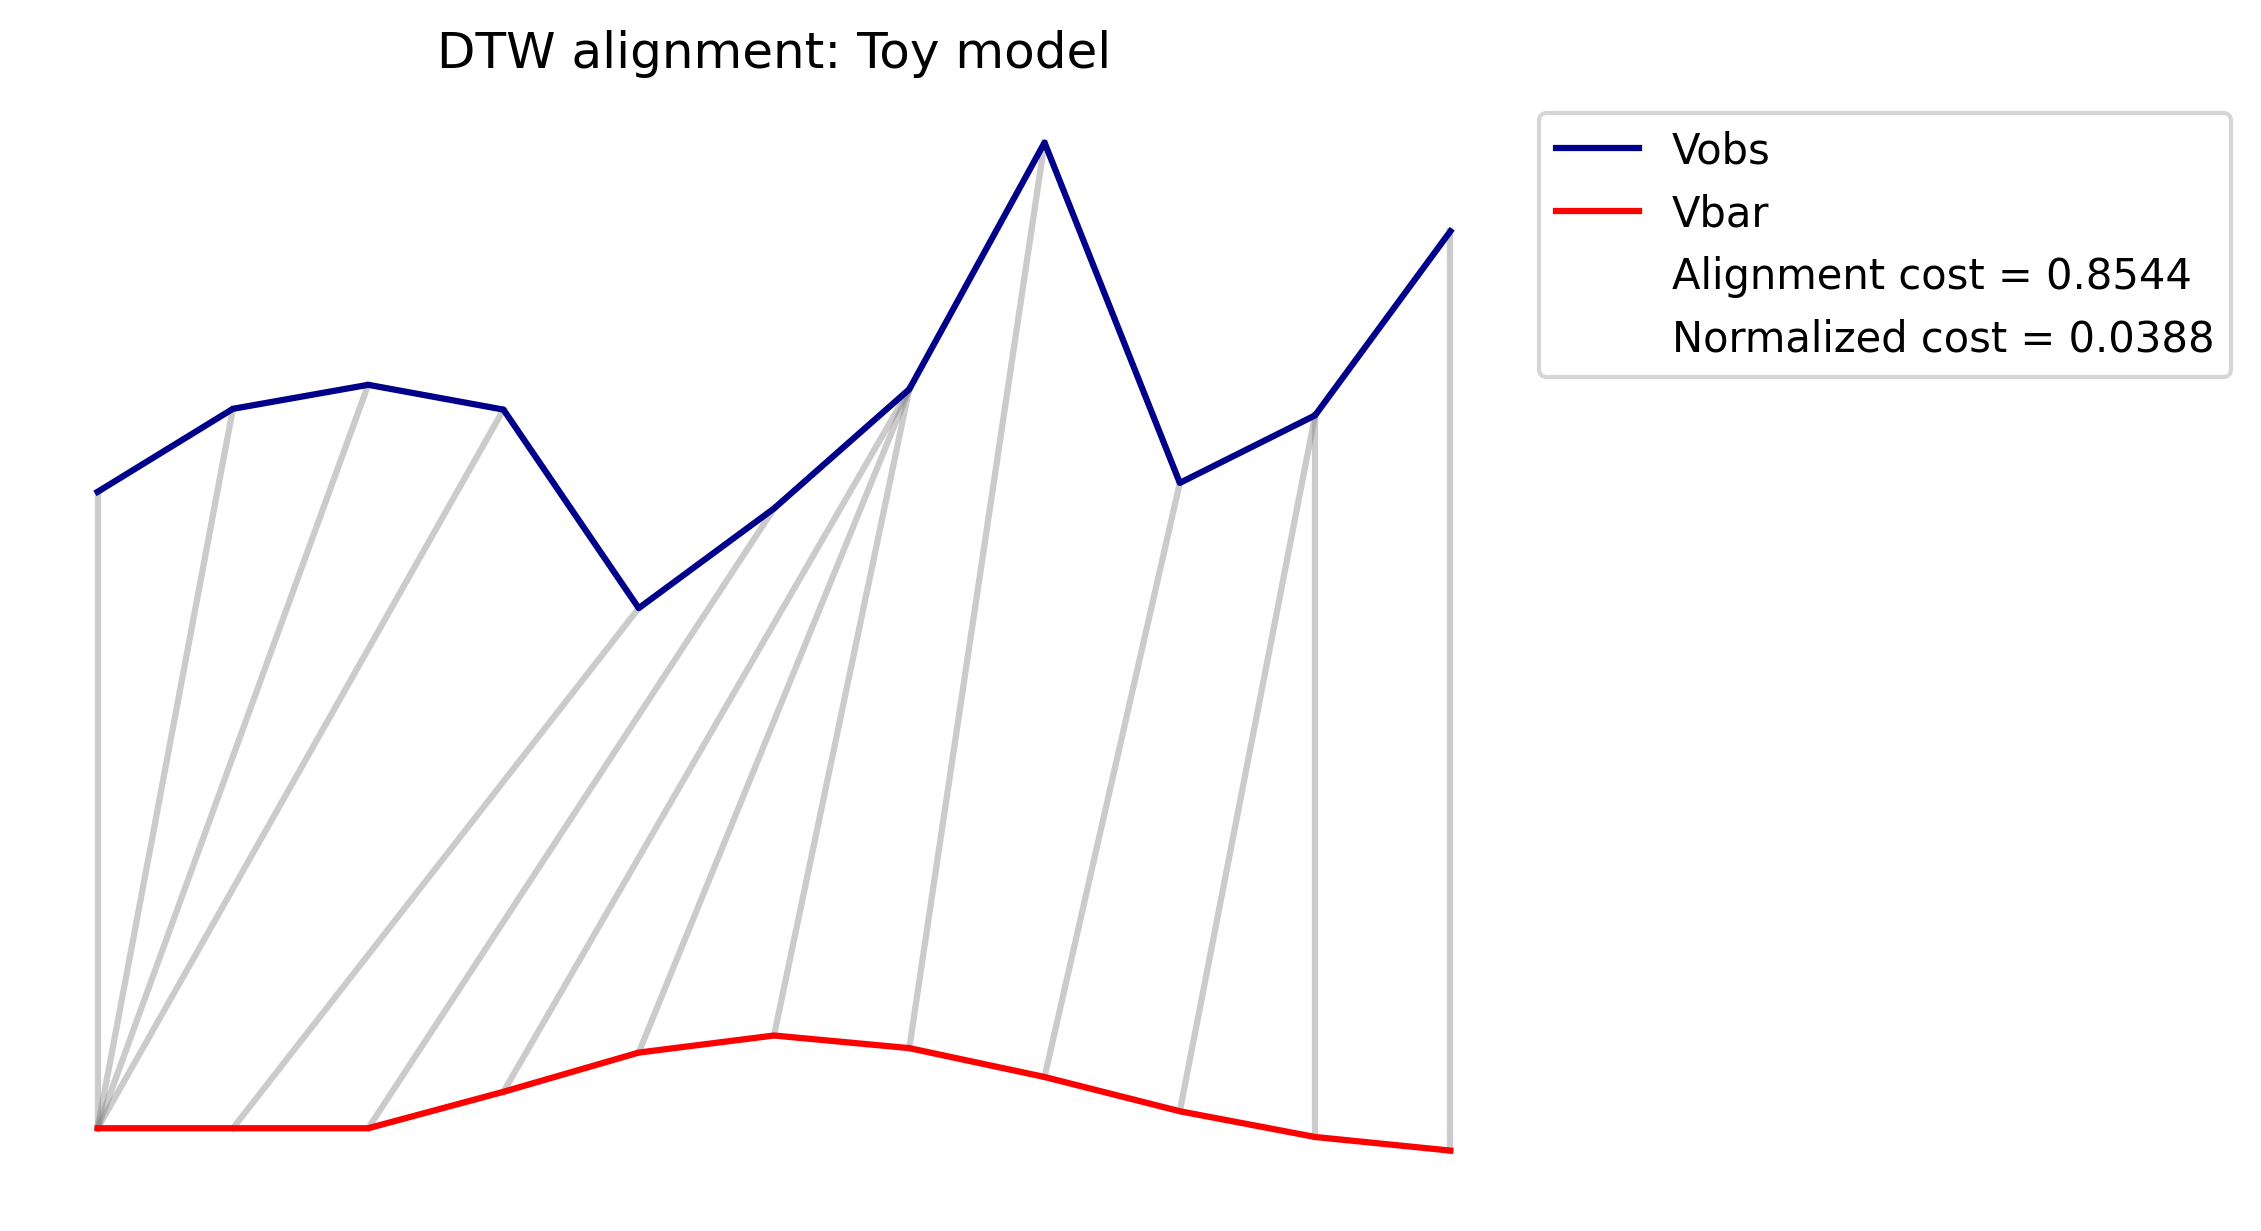 DTW alignment: Toy model
Vobs
Vbar
Alignment cost = 0.8544
Normalized cost = 0.0388